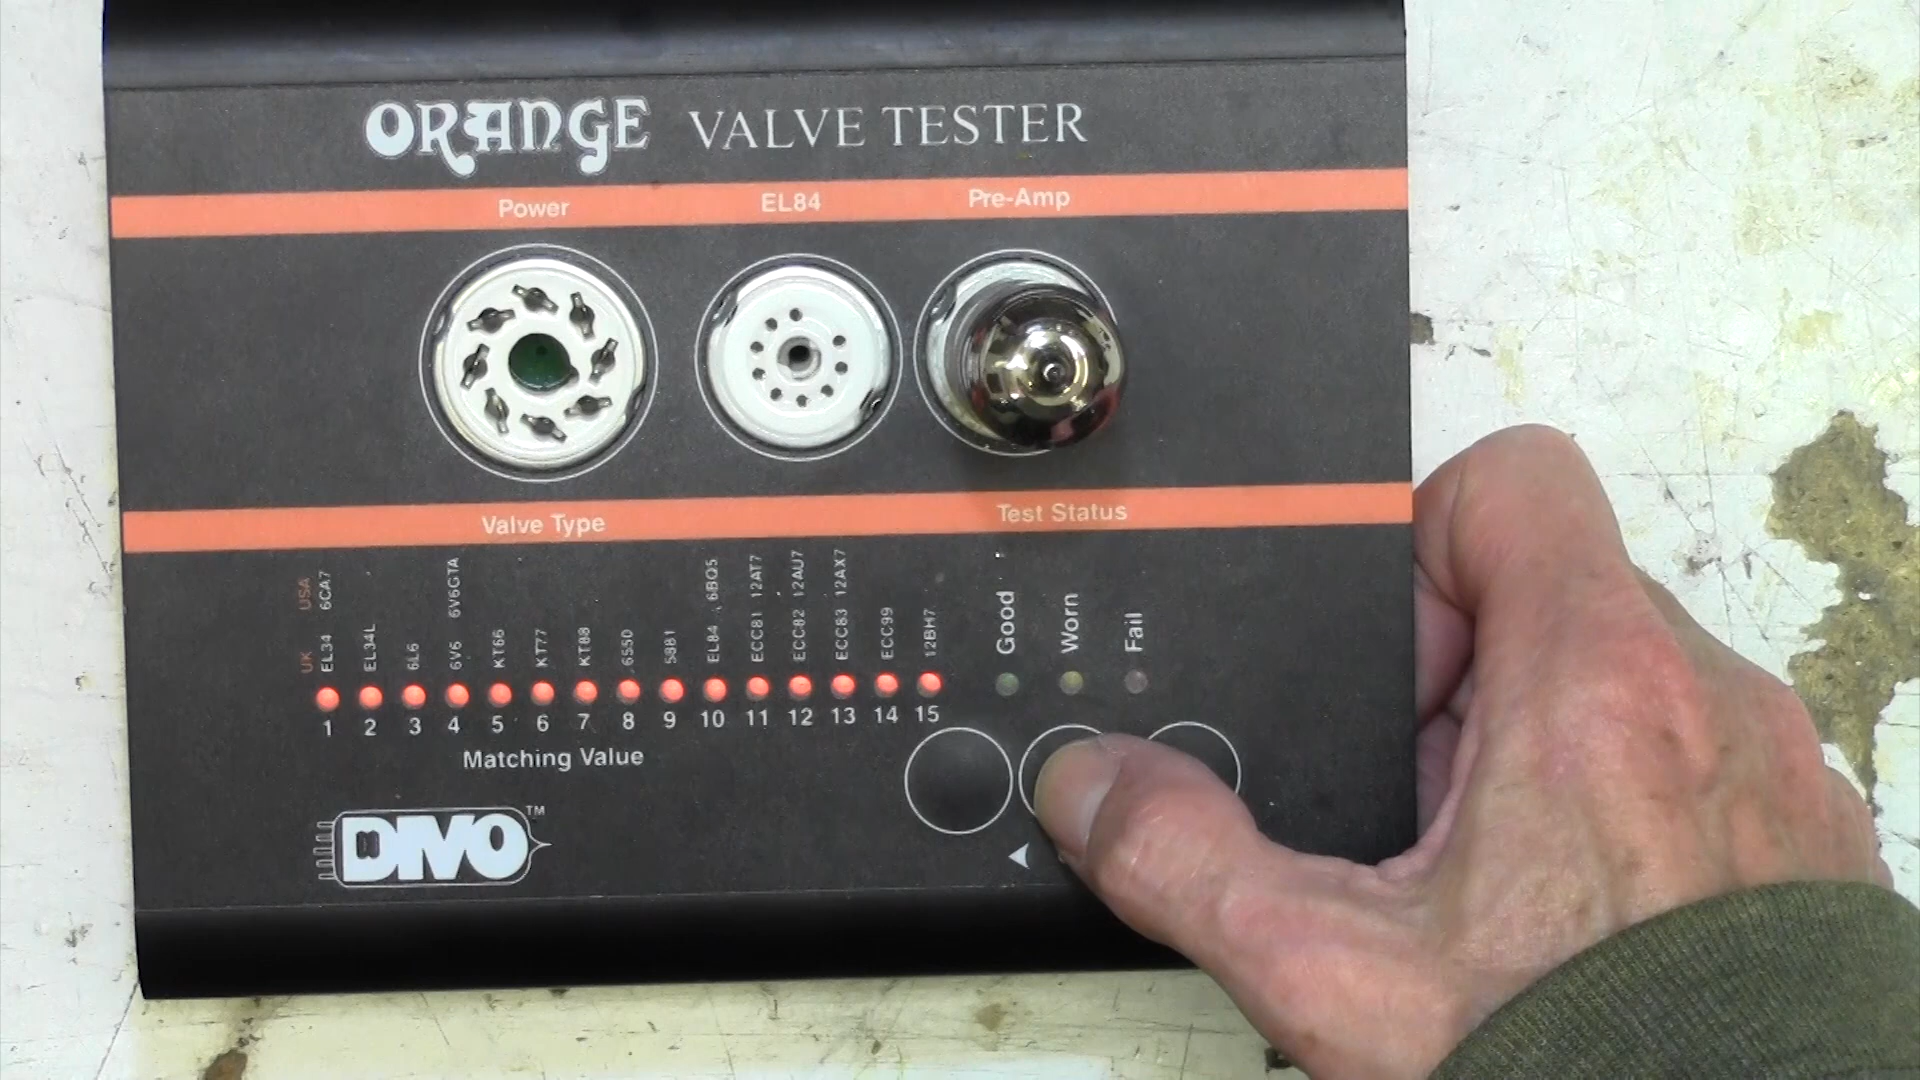 ORANGE VALVE TESTER
Power EL84 Pre-Amp
Valve Type Test Status
UK USA
EL34 6CA7
EL34L
6L6
6V6 6V6GTA
KT66
KT77
KT88
6550
5881
EL84 6BQ5
ECC81 12AT7
ECC82 12AU7
ECC83 12AX7
ECC99
12BH7
Good
Worn
Fail
1 2 3 4 5 6 7 8 9 10 11 12 13 14 15
Matching Value
DIVO TM